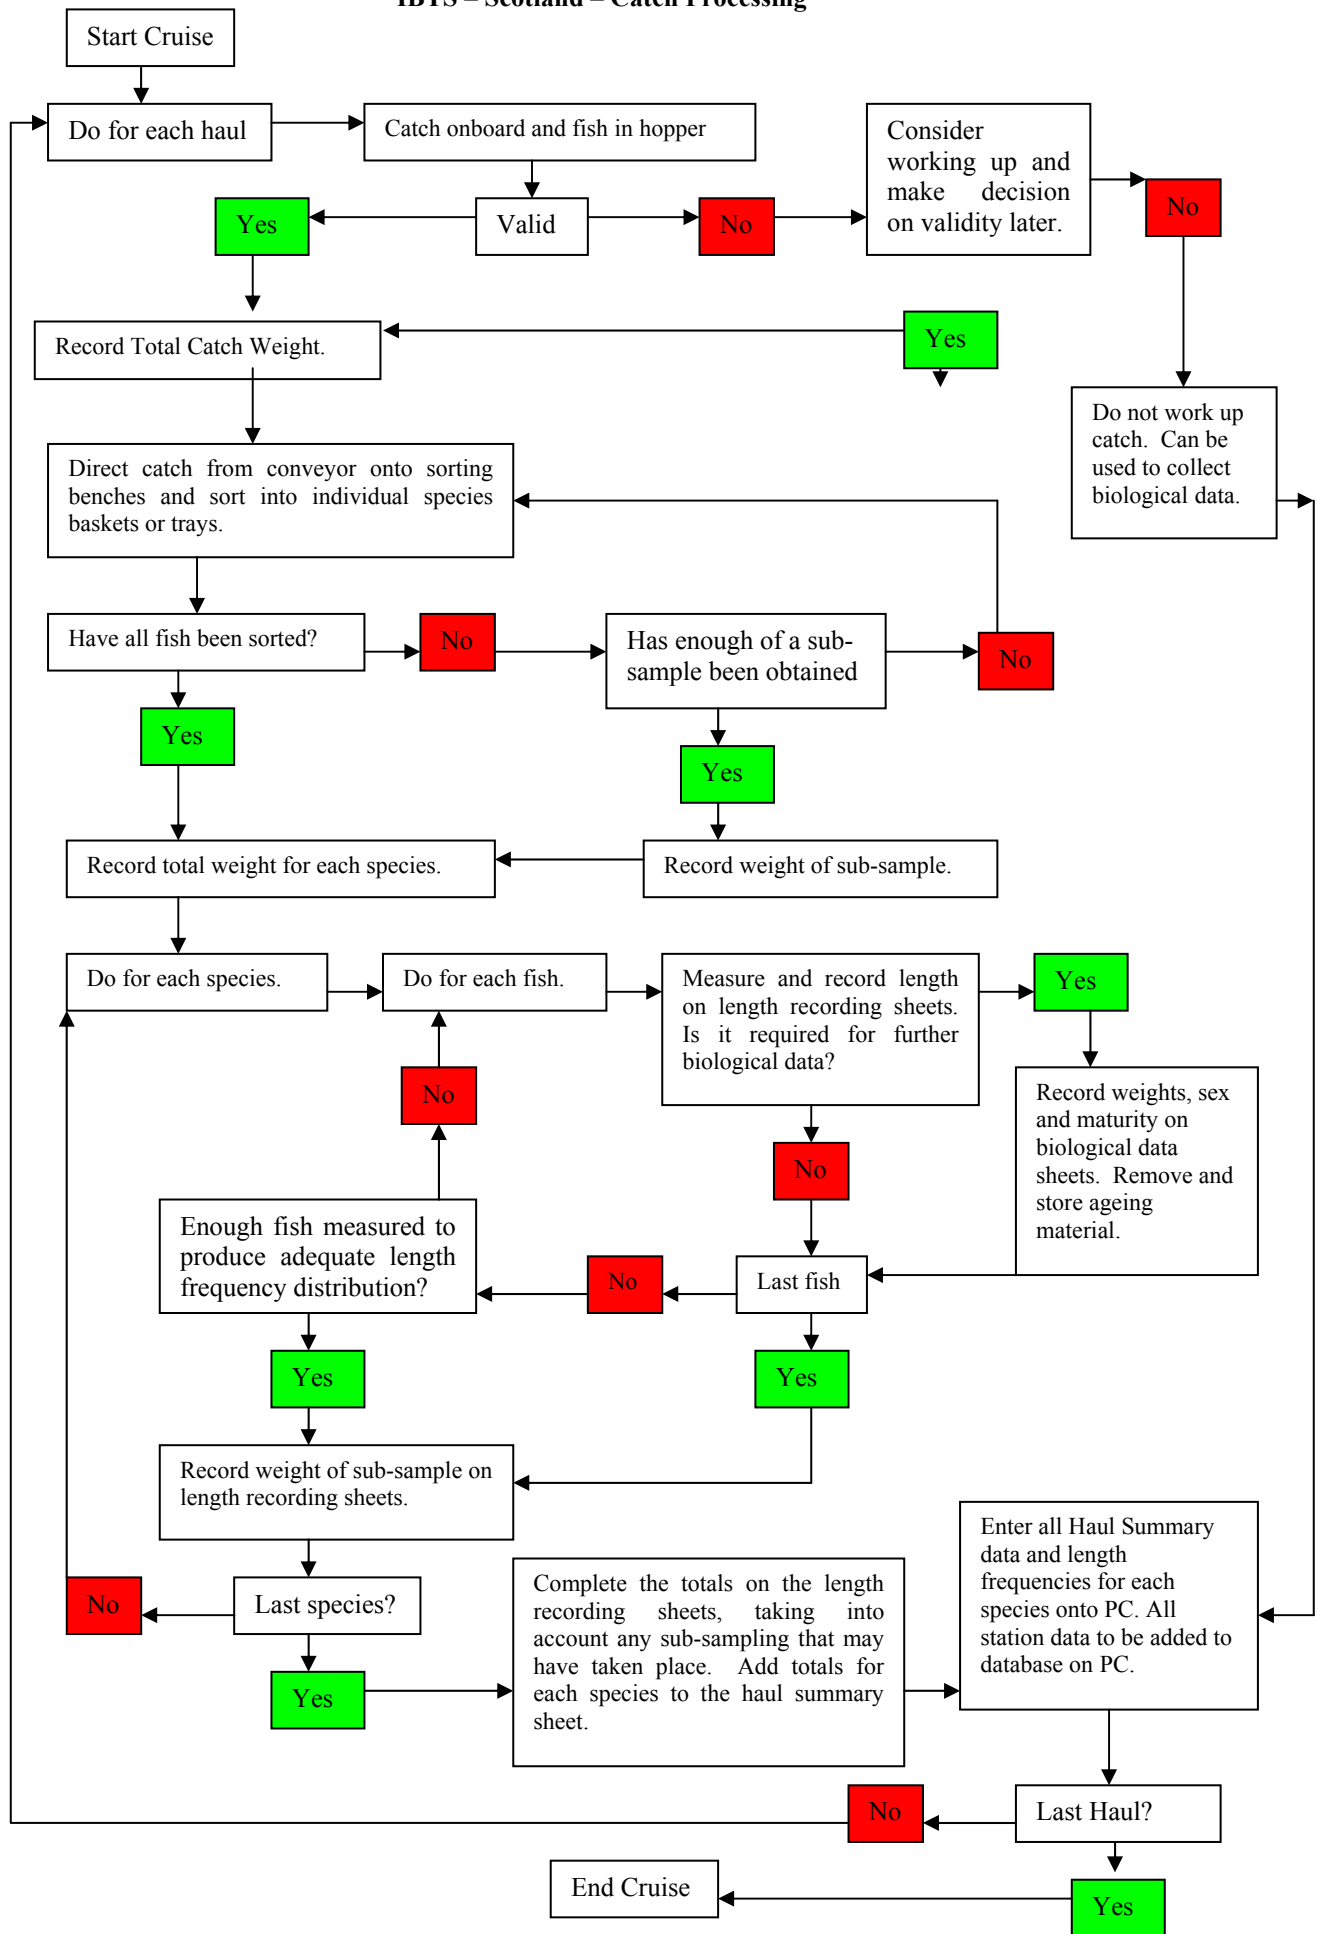 IBTS – Scotland – Catch Processing
Start Cruise
Do for each haul
Catch onboard and fish in hopper
Consider
working up and
make decision
on validity later.
Yes
Valid
No
No
Record Total Catch Weight.
Yes
Do not work up
catch. Can be
used to collect
biological data.
Direct catch from conveyor onto sorting
benches and sort into individual species
baskets or trays.
Have all fish been sorted?
No
Has enough of a sub-
sample been obtained
No
Yes
Yes
Record total weight for each species.
Record weight of sub-sample.
Do for each species.
Do for each fish.
Measure and record length
on length recording sheets.
Is it required for further
biological data?
Yes
No
Record weights, sex
and maturity on
biological data
sheets. Remove and
store ageing
material.
No
Enough fish measured to
produce adequate length
frequency distribution?
No
Last fish
Yes
Yes
Record weight of sub-sample on
length recording sheets.
Enter all Haul Summary
data and length
frequencies for each
species onto PC. All
station data to be added to
database on PC.
No
Last species?
Complete the totals on the length
recording sheets, taking into
account any sub-sampling that may
have taken place. Add totals for
each species to the haul summary
sheet.
Yes
No
Last Haul?
End Cruise
Yes